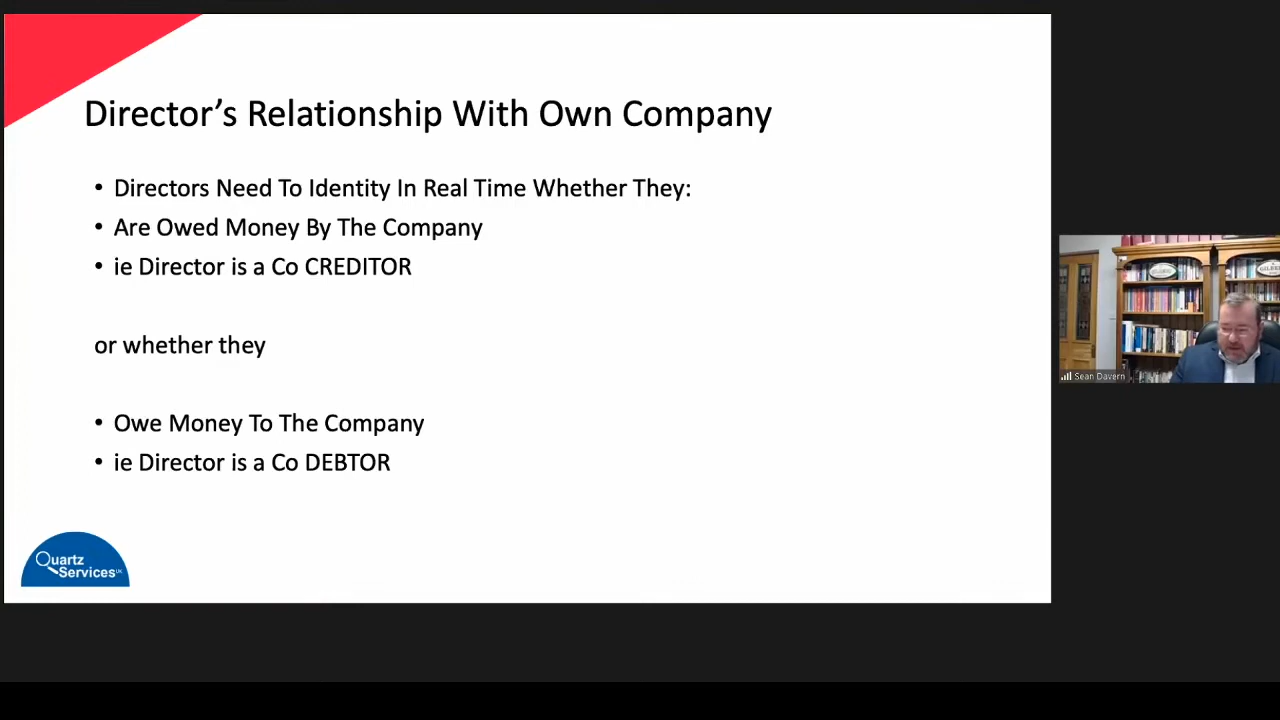 Director's Relationship With Own Company
• Directors Need To Identity In Real Time Whether They:
• Are Owed Money By The Company
• ie Director is a Co CREDITOR
or whether they
• Owe Money To The Company
• ie Director is a Co DEBTOR
Quartz
Services
Sean Davern